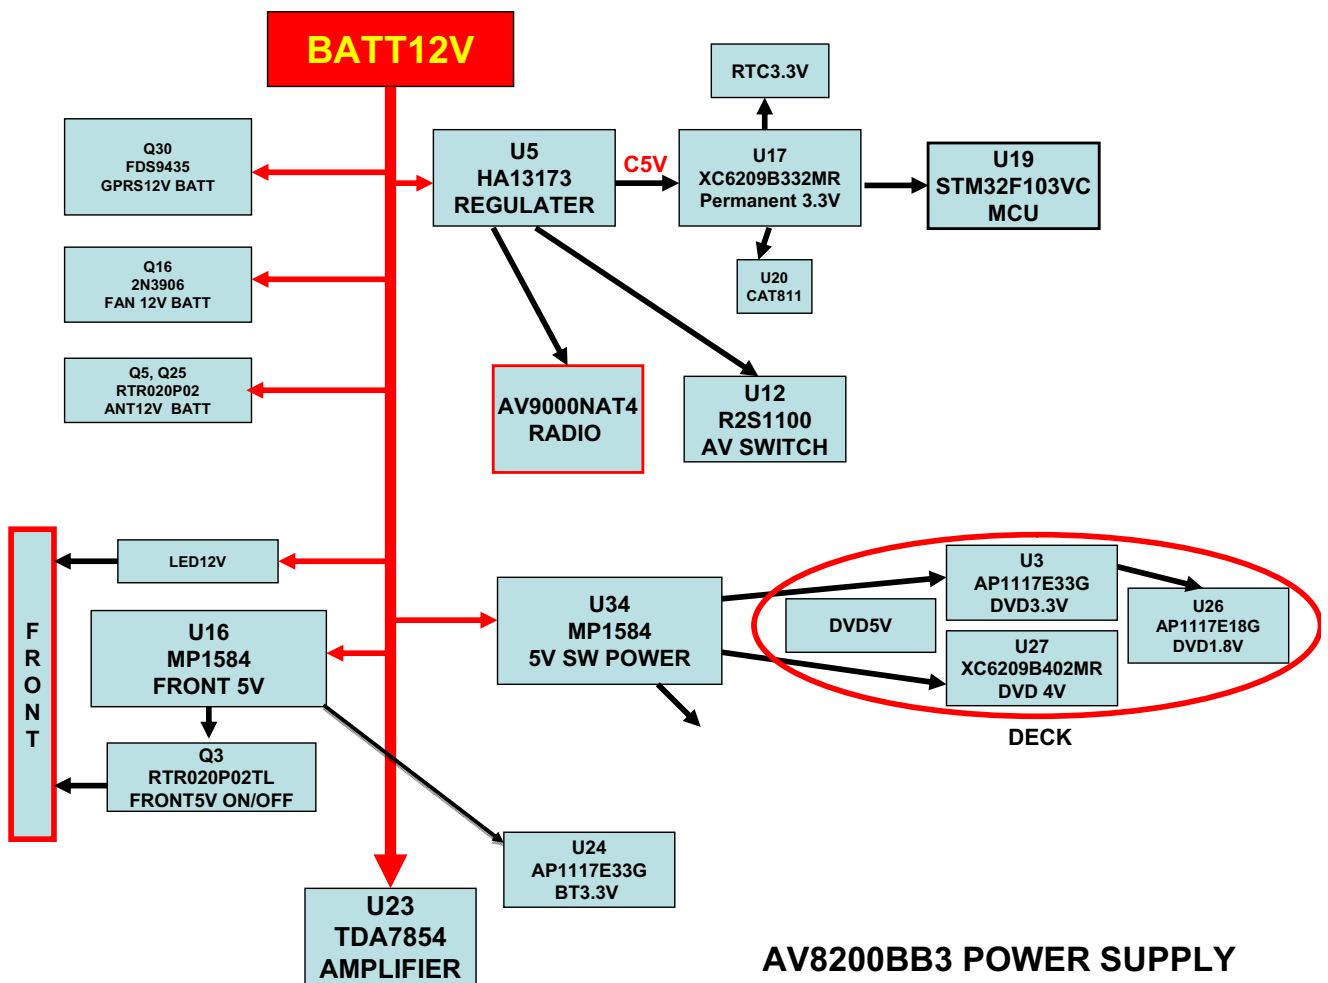 BATT12V
RTC3.3V
Q30
FDS9435
GPRS12V BATT
U5
HA13173
REGULATER
C5V
U17
XC6209B332MR
Permanent 3.3V
U19
STM32F103VC
MCU
Q16
2N3906
FAN 12V BATT
U20
CAT811
Q5, Q25
RTR020P02
ANT12V BATT
AV9000NAT4
RADIO
U12
R2S1100
AV SWITCH
FRONT
LED12V
U16
MP1584
FRONT 5V
Q3
RTR020P02TL
FRONT5V ON/OFF
U34
MP1584
5V SW POWER
DVD5V
U3
AP1117E33G
DVD3.3V
U26
AP1117E18G
DVD1.8V
U27
XC6209B402MR
DVD 4V
DECK
U24
AP1117E33G
BT3.3V
U23
TDA7854
AMPLIFIER
AV8200BB3 POWER SUPPLY